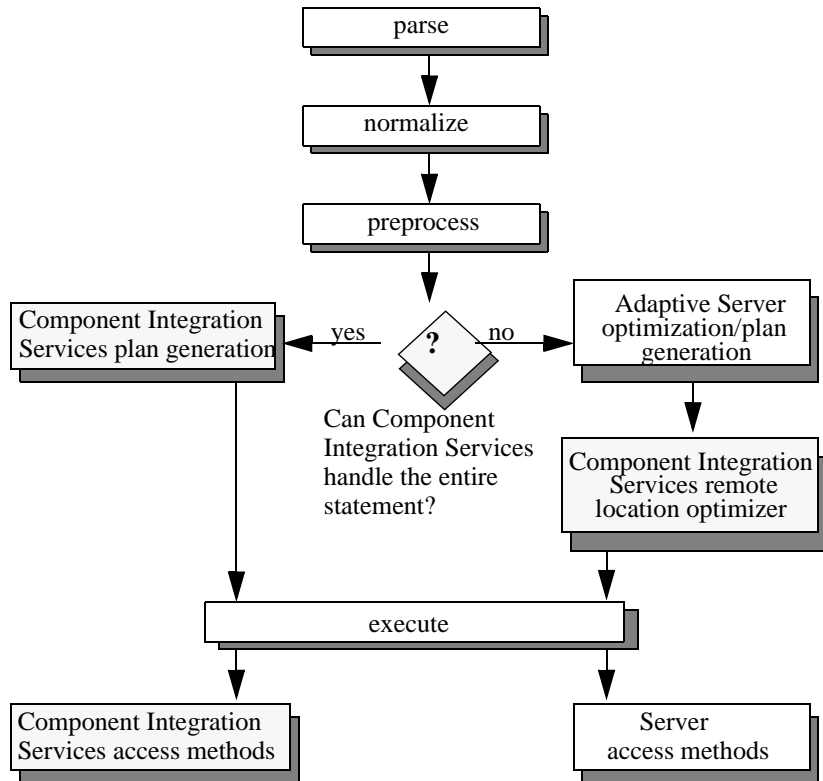 parse
normalize
preprocess
Component Integration
Services plan generation
yes
?
no
Adaptive Server
optimization/plan
generation
Can Component
Integration Services
handle the entire
statement?
Component Integration
Services remote
location optimizer
execute
Component Integration
Services access methods
Server
access methods